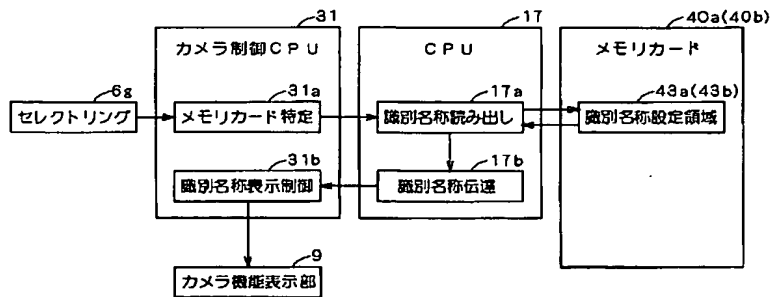 31
17
40a(40b)
カメラ制御CPU
CPU
メモリカード
6g
31a
17a
43a(43b)
セレクトリング
メモリカード特定
識別名称読み出し
識別名称設定領域
31b
17b
識別名称表示制御
識別名称伝達
9
カメラ機能表示部